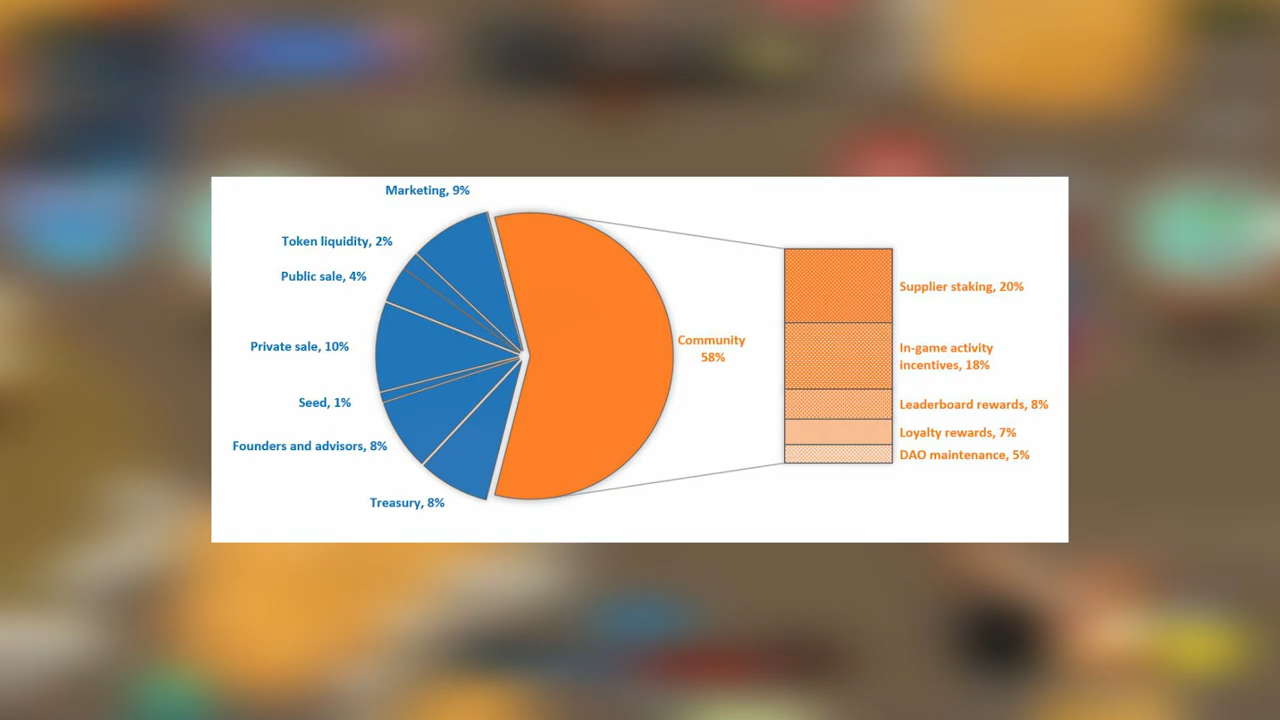 Marketing, 9%
Token liquidity, 2%
Public sale, 4%
Private sale, 10%
Seed, 1%
Founders and advisors, 8%
Treasury, 8%
Community
58%
Supplier staking, 20%
In-game activity
incentives, 18%
Leaderboard rewards, 8%
Loyalty rewards, 7%
DAO maintenance, 5%